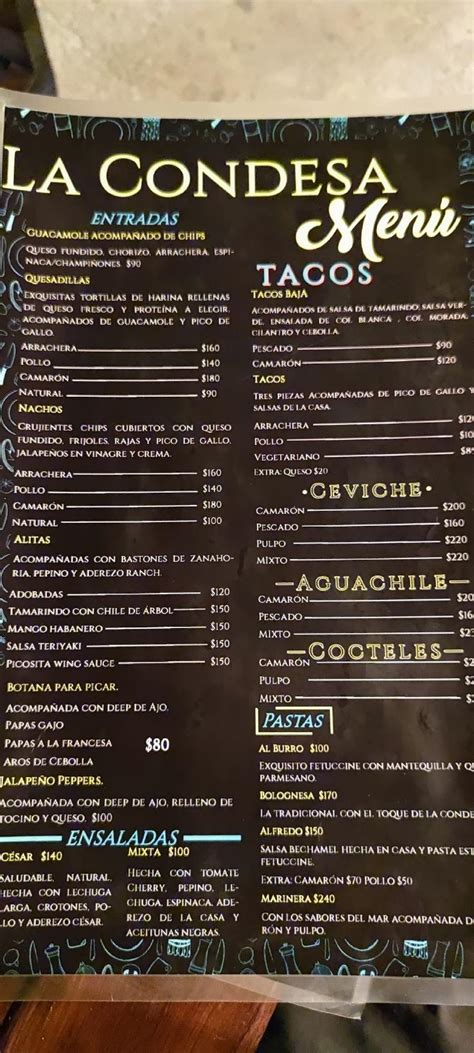 LA CONDESA
Menú
ENTRADAS
GUACAMOLE ACOMPAÑADO DE CHIPS
QUESO FUNDIDO, CHORIZO, ARRACHERA, ESPI-
NACA/CHAMPIÑONES. $90
QUESADILLAS
EXQUISITAS TORTILLAS DE HARINA RELLENAS
DE QUESO FRESCO Y PROTEÍNA A ELEGIR.
ACOMPAÑADOS DE GUACAMOLE Y PICO DE
GALLO.
ARRACHERA $160
POLLO $140
CAMARÓN $180
NATURAL $90
NACHOS
CRUJIENTES CHIPS CUBIERTOS CON QUESO
FUNDIDO, FRIJOLES, RAJAS Y PICO DE GALLO.
JALAPEÑOS EN VINAGRE Y CREMA.
ARRACHERA $160
POLLO $140
CAMARÓN $180
NATURAL $100
ALITAS
ACOMPAÑADAS CON BASTONES DE ZANAHO-
RIA, PEPINO Y ADEREZO RANCH.
ADOBADAS $120
TAMARINDO CON CHILE DE ÁRBOL $150
MANGO HABANERO $150
SALSA TERIYAKI $150
PICOSITA WING SAUCE $150
BOTANA PARA PICAR.
ACOMPAÑADA CON DEEP DE AJO.
PAPAS GAJO
PAPAS A LA FRANCESA $80
AROS DE CEBOLLA
JALAPEÑO PEPPERS.
ACOMPAÑADA CON DEEP DE AJO, RELLENO DE
TOCINO Y QUESO. $100
ENSALADAS
CÉSAR $140
SALUDABLE, NATURAL,
HECHA CON LECHUGA
LARGA, CROTONES, PO-
LLO Y ADEREZO CÉSAR.
MIXTA $100
HECHA CON TOMATE
CHERRY, PEPINO, LE-
CHUGA, ESPINACA, ADE-
REZO DE LA CASA Y
ACEITUNAS NEGRAS.
TACOS
TACOS BAJA
ACOMPAÑADOS DE SALSA DE TAMARINDO, SALSA VER-
DE, ENSALADA DE COL BLANCA , COL MORADA,
CILANTRO Y CEBOLLA.
PESCADO $90
CAMLARÓN $120
TACOS
TRES PIEZAS ACOMPAÑADAS DE PICO DE GALLO Y
SALSAS DE LA CASA.
ARRACHERA
POLLO
VEGETARIANO
EXTRA: QUESO $20
•CEVICHE•
CAMARÓN $200
PESCADO $160
PULPO $220
MIXTO $220
AGUACHILE
CAMARÓN
PESCADO
MIXTO
COCTELES
CAMARÓN
PULPO
MIXTO
PASTAS
AL BURRO $100
EXQUISITO FETUCCINE CON MANTEQUILLA Y
PARMESANO.
BOLOGNESA $170
LA TRADICIONAL CON EL TOQUE DE LA
ALFREDO $150
SALSA BECHAMEL HECHA EN CASA Y PASTA
FETUCCINE.
EXTRA: CAMARÓN $70 POLLO $50
MARINERA $240
CON LOS SABORES DEL MAR ACOMPAÑADA
RÓN Y PULPO.